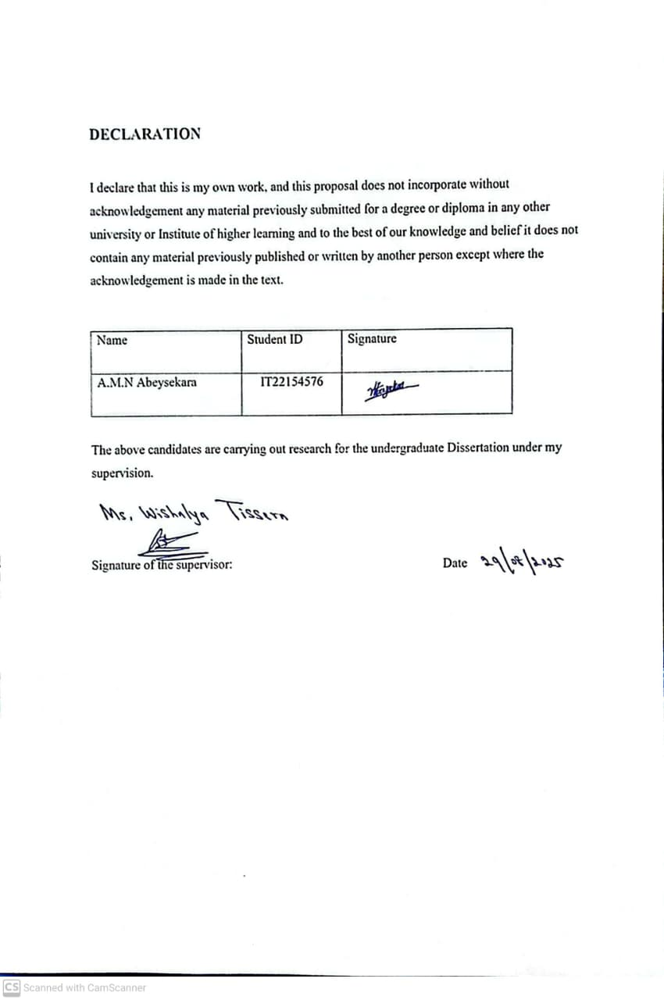 DECLARATION
I declare that this is my own work, and this proposal does not incorporate without
acknowledgement any material previously submitted for a degree or diploma in any other
university or Institute of higher learning and to the best of our knowledge and belief it does not
contain any material previously published or written by another person except where the
acknowledgement is made in the text.
Name Student ID Signature
A.M.N Abeysekara IT22154576
The above candidates are carrying out research for the undergraduate Dissertation under my
supervision.
Ms. Wishalya Tissera
Signature of the supervisor:
Date
CS Scanned with CamScanner